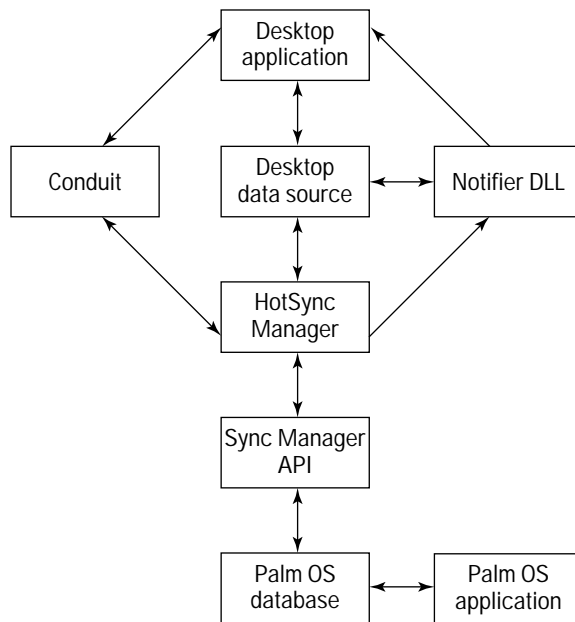 Desktop
application
Conduit
Desktop
data source
Notifier DLL
HotSync
Manager
Sync Manager
API
Palm OS
database
Palm OS
application